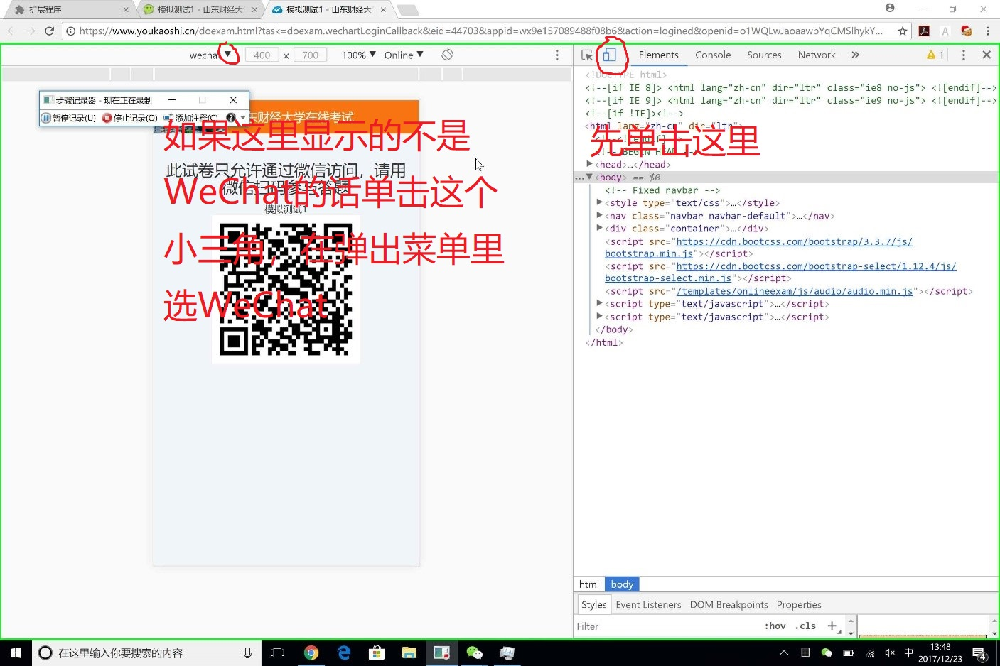 扩展程序
模拟测试1 - 山东财经大
模拟测试1 - 山东财经大
https://www.youkaoshi.cn/doexam.html?task=doexam.wechartLoginCallback&eid=44703&appid=wx9e157089488f08b6&action=logined&openid=o1WQLwJaoaawbYqCMSlhykY...
wecha 400 × 700 100% Online
Elements Console Sources Network » 1
步骤记录器 - 现在正在录制
暂停记录(U) 停止记录(O) 添加注释(C)
东财经大学在线考试
如果这里显示的不是
WeChat的话单击这个
小三角，在弹出菜单里
选WeChat
此试卷只允许通过微信访问，请用
微信扫码参与答题
模拟测试1
先单击这里
<!DOCTYPE html>
<!--[if IE 8]> <html lang="zh-cn" dir="ltr" class="ie8 no-js"> <![endif]-->
<!--[if IE 9]> <html lang="zh-cn" dir="ltr" class="ie9 no-js"> <![endif]-->
<!--[if !IE]><!-->
<html lang="zh-cn" dir="ltr">
<!--<![endif]-->
<!-- BEGIN HEAD -->
<head>…</head>
… <body> == $0
<!-- Fixed navbar -->
<style type="text/css">…</style>
<nav class="navbar navbar-default">…</nav>
<div class="container">…</div>
<script src="https://cdn.bootcss.com/bootstrap/3.3.7/js/
bootstrap.min.js"></script>
<script src="https://cdn.bootcss.com/bootstrap-select/1.12.4/js/
bootstrap-select.min.js"></script>
<script src="/templates/onlineexam/js/audio/audio.min.js"></script>
<script type="text/javascript">…</script>
<script type="text/javascript">…</script>
</body>
</html>
html body
Styles Event Listeners DOM Breakpoints Properties
Filter :hov .cls +
在这里输入你要搜索的内容
中
13:48
2017/12/23
4